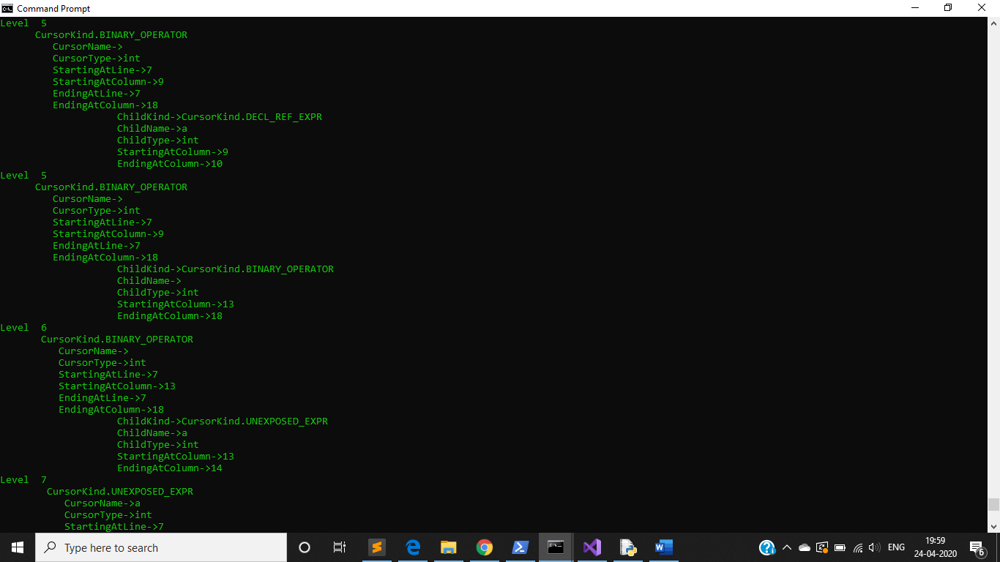 Command Prompt
Level  5
CursorKind.BINARY_OPERATOR
CursorName->
CursorType->int
StartingAtLine->7
StartingAtColumn->9
EndingAtLine->7
EndingAtColumn->18
ChildKind->CursorKind.DECL_REF_EXPR
ChildName->a
ChildType->int
StartingAtColumn->9
EndingAtColumn->10
Level  5
CursorKind.BINARY_OPERATOR
CursorName->
CursorType->int
StartingAtLine->7
StartingAtColumn->9
EndingAtLine->7
EndingAtColumn->18
ChildKind->CursorKind.BINARY_OPERATOR
ChildName->
ChildType->int
StartingAtColumn->13
EndingAtColumn->18
Level  6
CursorKind.BINARY_OPERATOR
CursorName->
CursorType->int
StartingAtLine->7
StartingAtColumn->13
EndingAtLine->7
EndingAtColumn->18
ChildKind->CursorKind.UNEXPOSED_EXPR
ChildName->a
ChildType->int
StartingAtColumn->13
EndingAtColumn->14
Level  7
CursorKind.UNEXPOSED_EXPR
CursorName->a
CursorType->int
StartingAtLine->7
Type here to search
ENG
19:59
24-04-2020
6